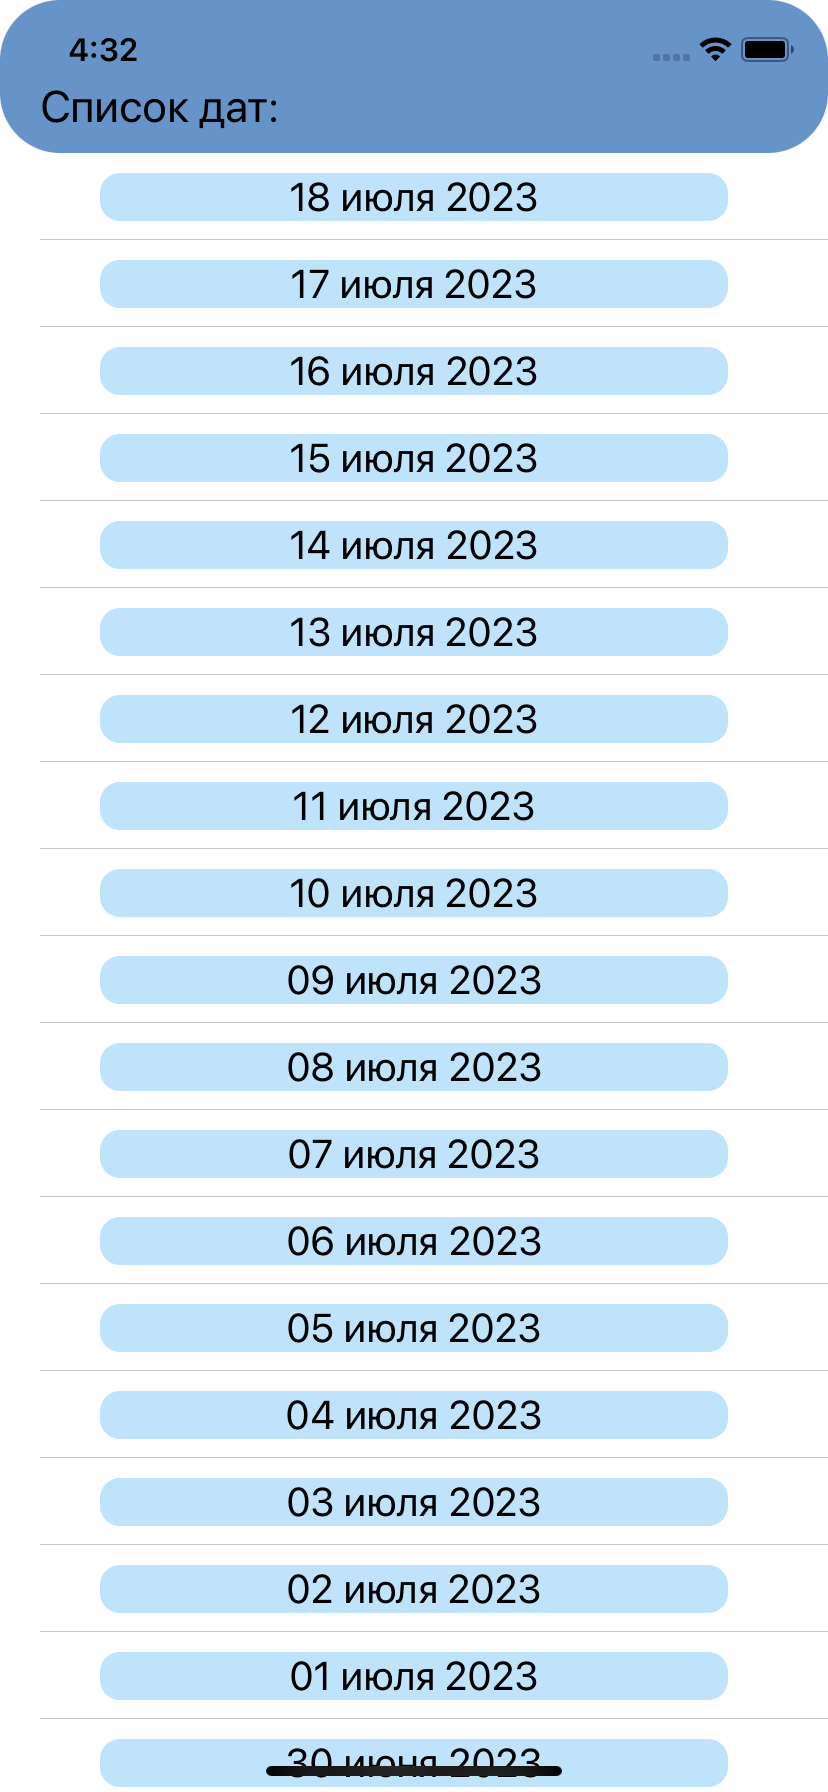 4:32
Список дат:
18 июля 2023
17 июля 2023
16 июля 2023
15 июля 2023
14 июля 2023
13 июля 2023
12 июля 2023
11 июля 2023
10 июля 2023
09 июля 2023
08 июля 2023
07 июля 2023
06 июля 2023
05 июля 2023
04 июля 2023
03 июля 2023
02 июля 2023
01 июля 2023
30 июня 2023